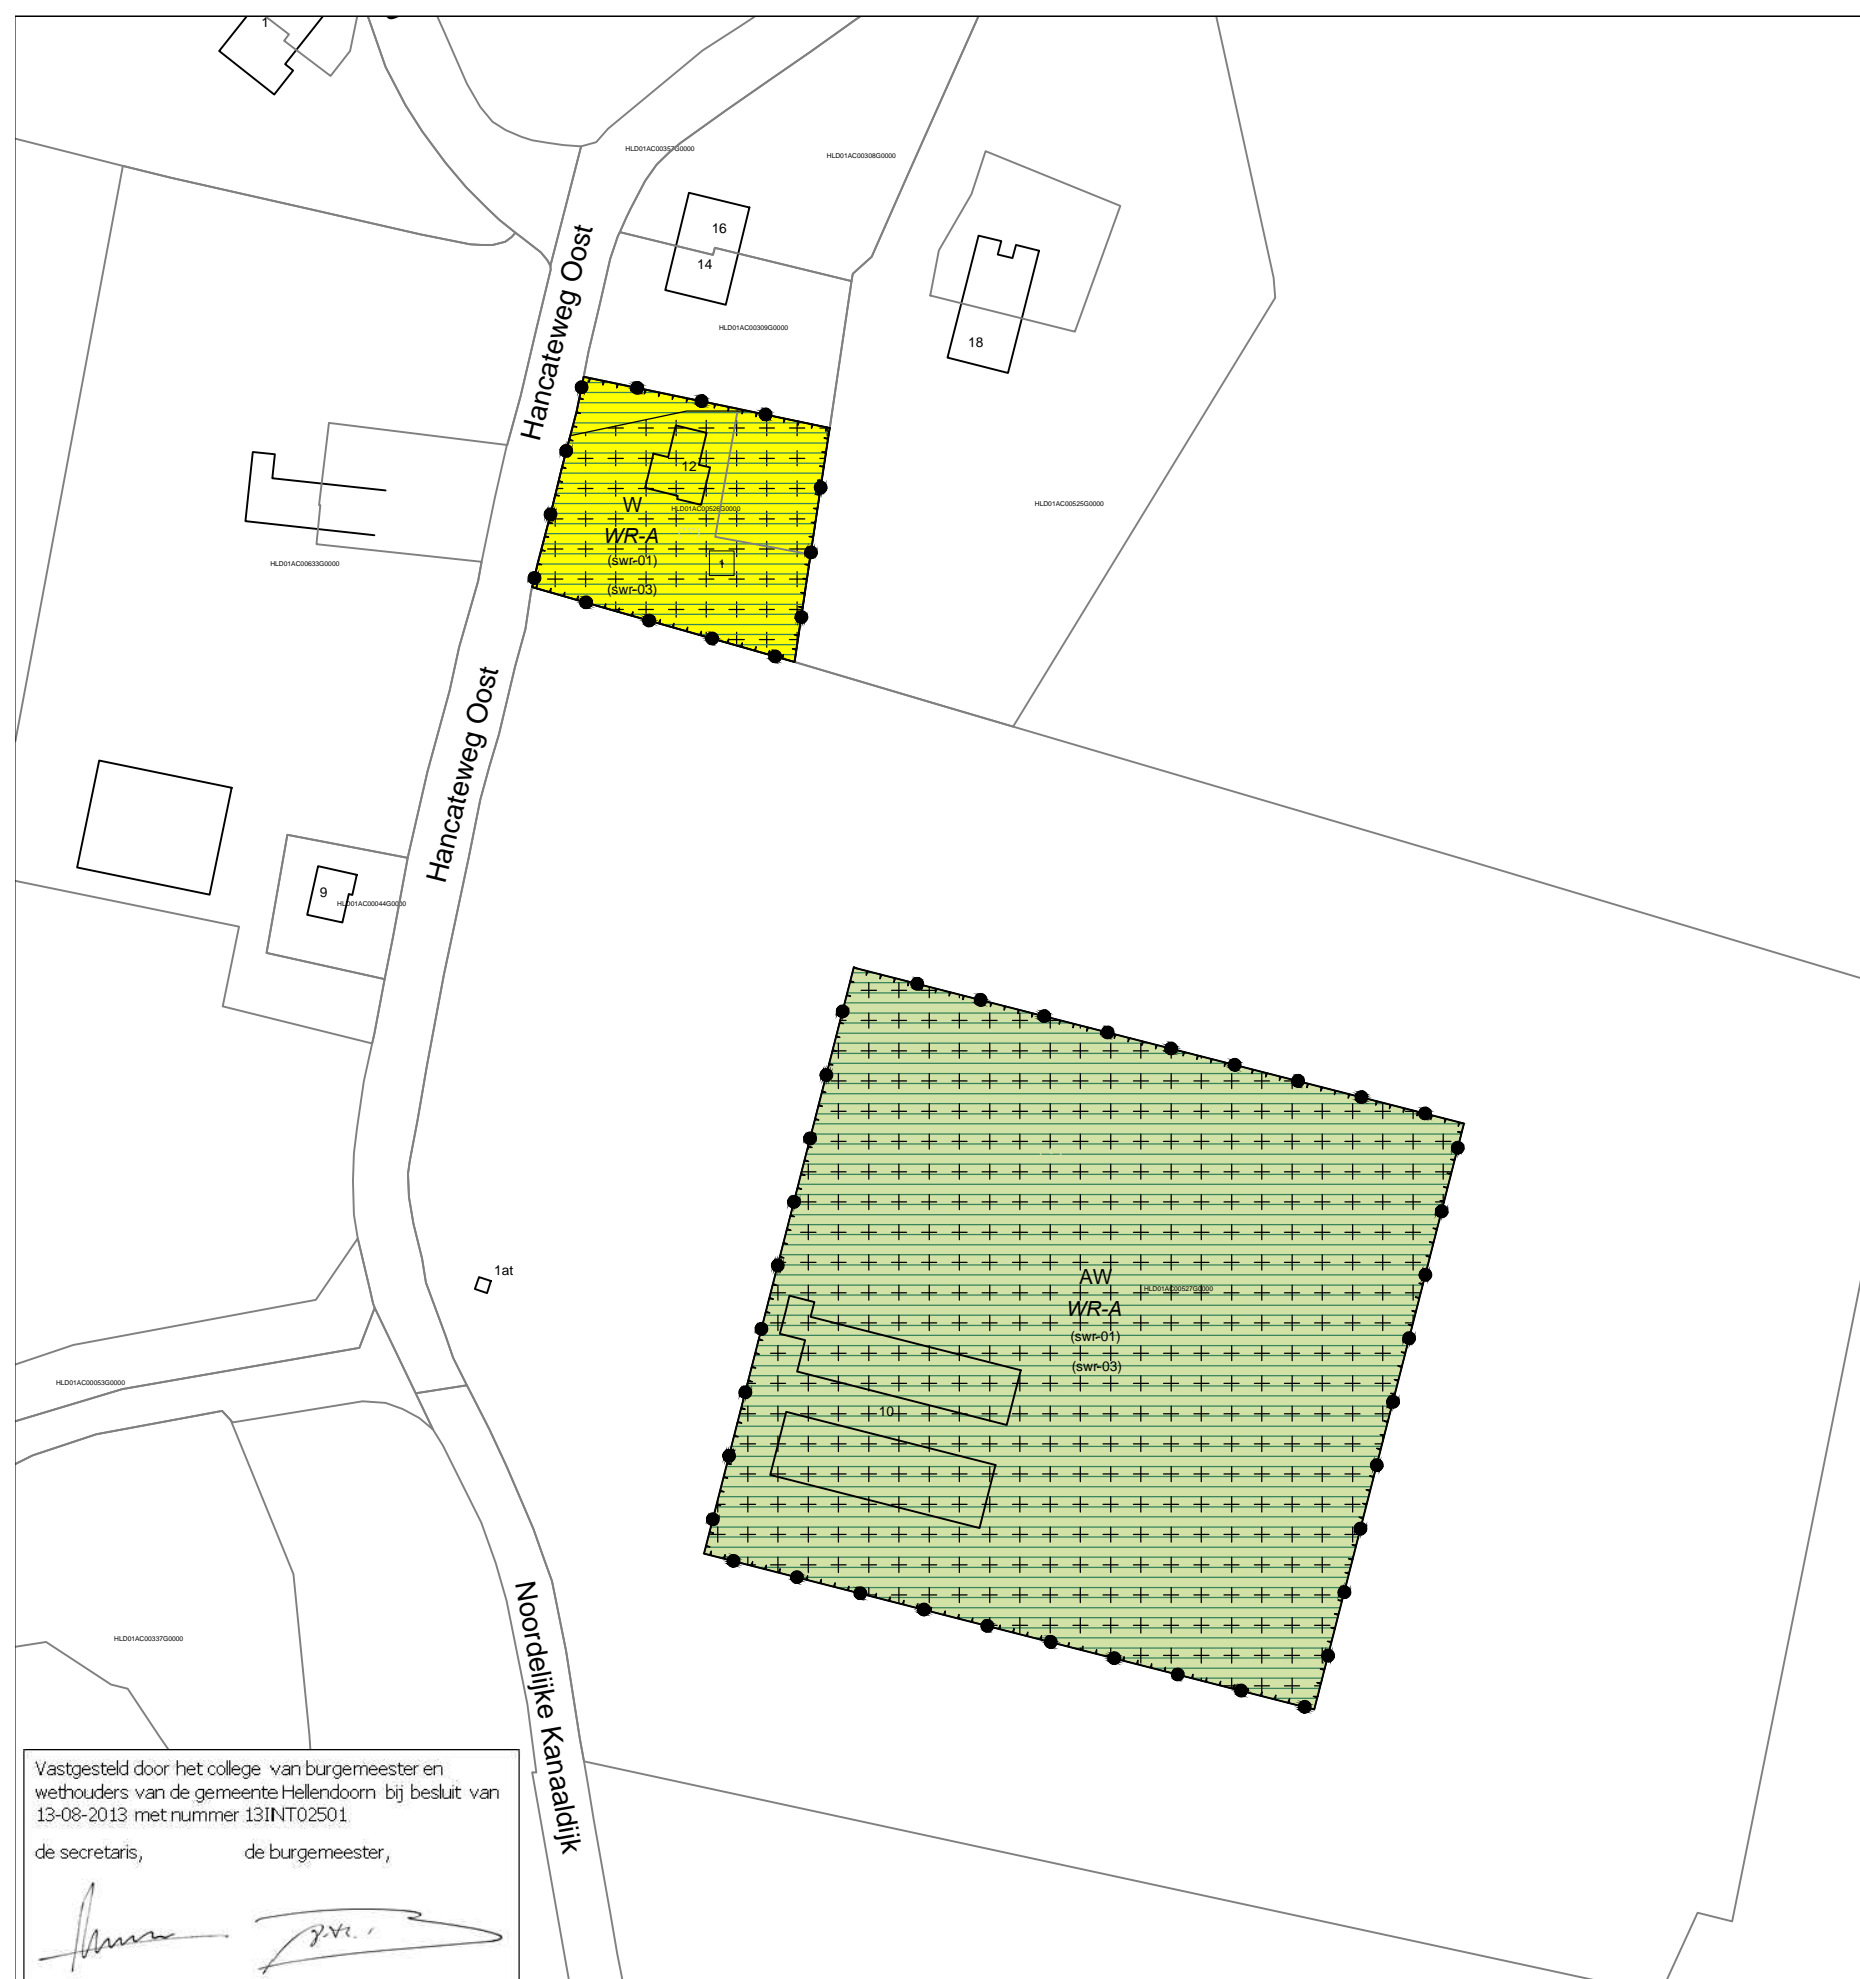 1
HLD01AC00357G0000
HLD01AC00308G0000
16
14
Hancateweg Oost
HLD01AC00309G0000
18
12
W
HLD01AC00526G0000
HLD01AC00525G0000
WR-A
(swr-01)
1
HLD01AC00633G0000
(swr-03)
Hancateweg Oost
9
HLD01AC00044G0000
1at
AW
HLD01AC00527G0000
WR-A
(swr-01)
(swr-03)
HLD01AC00053G0000
10
HLD01AC00337G0000
Noordelijke Kanaaldijk
Vastgesteld door het college van burgemeester en
wethouders van de gemeente Hellendoorn bij besluit van
13-08-2013 met nummer 13INT02501
de secretaris, de burgemeester,